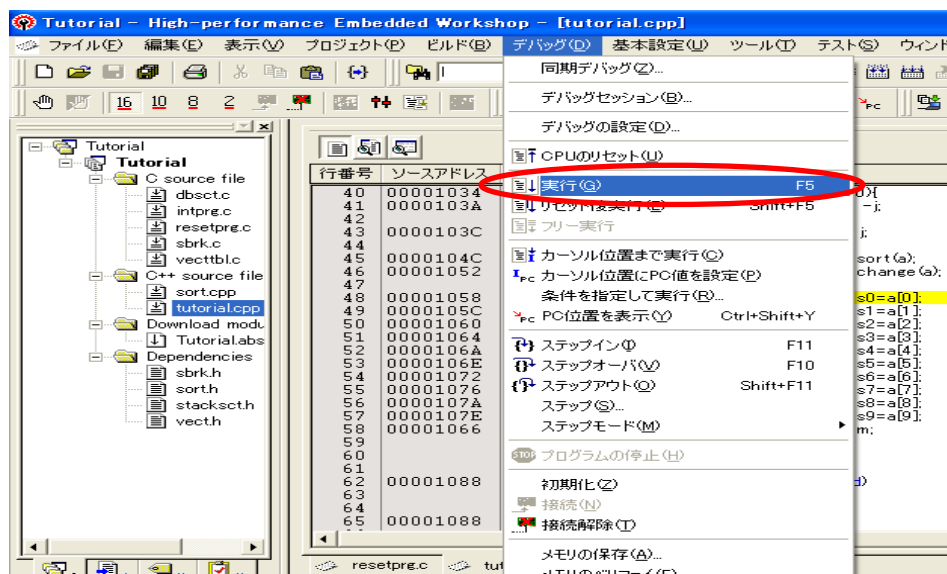 Tutorial - High-performance Embedded Workshop - [tutorial.cpp]
ファイル(F) 編集(E) 表示(V) プロジェクト(P) ビルド(B) デバッグ(D) 基本設定(U) ツール(T) テスト(S) ウィンド
16 10 8 2
Tutorial
Tutorial
C source file
dbsct.c
intprg.c
resetprg.c
sbrk.c
vecttbl.c
C++ source file
sort.cpp
tutorial.cpp
Download modu
Tutorial.abs
Dependencies
sbrk.h
sort.h
stacksct.h
vect.h
行番号 ソースアドレス
40 00001034
41 0000103A
42
43 0000103C
44
45 0000104C
46 00001052
47
48 00001058
49 0000105C
50 00001060
51 00001064
52 0000106A
53 0000106E
54 00001072
55 00001076
56 0000107A
57 0000107E
58 00001066
59
60
61
62 00001088
63
64
65 00001088
同期デバッグ(Z)...
デバッグセッション(B)...
デバッグの設定(D)...
CPUのリセット(U)
実行(G) F5
リセット後実行(E) Shift+F5
フリー実行
カーソル位置まで実行(C)
カーソル位置にPC値を設定(P)
条件を指定して実行(R)...
PC位置を表示(Y) Ctrl+Shift+Y
ステップイン(I) F11
ステップオーバ(V) F10
ステップアウト(O) Shift+F11
ステップ(S)...
ステップモード(M)
STOP プログラムの停止(H)
初期化(Z)
接続(N)
接続解除(T)
メモリの保存(A)...
){
-j;
j;
sort(a);
change(a);
s0=a[0];
s1=a[1];
s2=a[2];
s3=a[3];
s4=a[4];
s5=a[5];
s6=a[6];
s7=a[7];
s8=a[8];
s9=a[9];
m;
resetprg.c tut